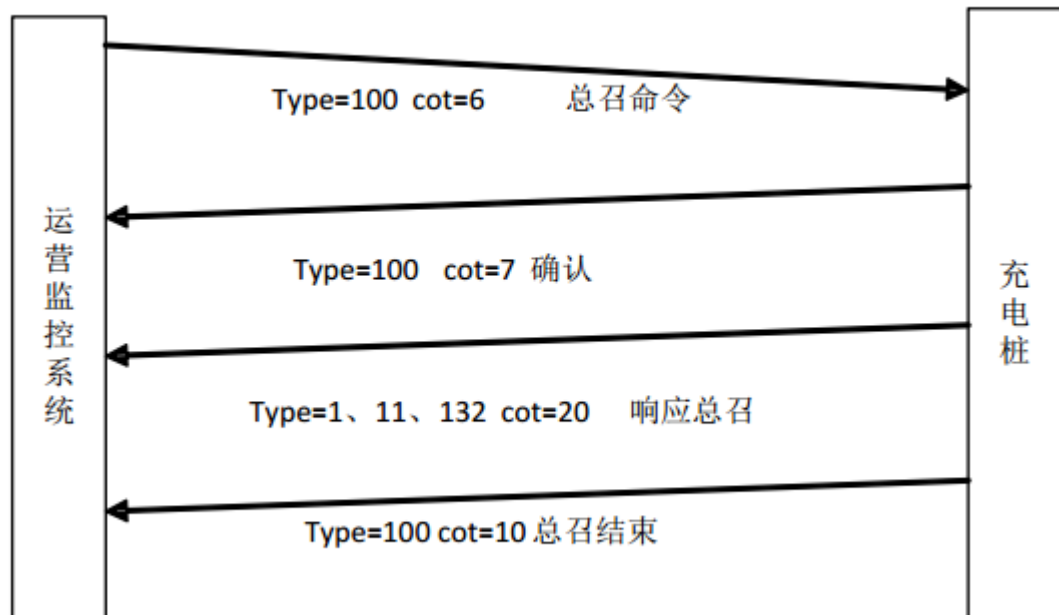 Type=100 cot=6 总召命令
运营监控系统
Type=100 cot=7 确认
充电桩
Type=1、11、132 cot=20 响应总召
Type=100 cot=10 总召结束